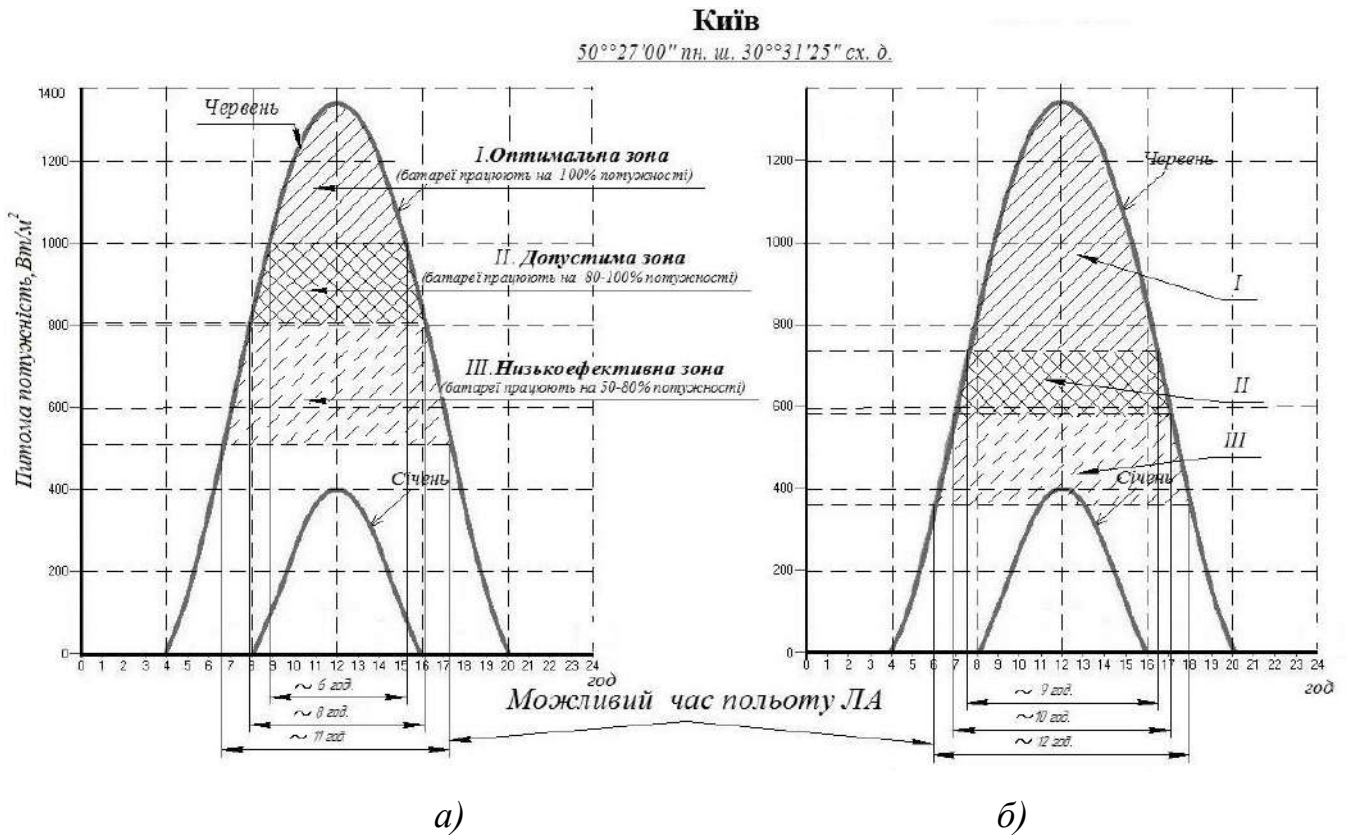 Київ
50°°27'00" пн. ш. 30°°31'25" сх. д.
Питома потужність, Вт/м²
1400
1200
1000
800
600
400
200
0
Червень
I.Оптимальна зона
(батареї працюють на 100% потужності)
II. Допустима зона
(батареї працюють на 80-100% потужності)
III.Низькоефективна зона
(батареї працюють на 50-80% потужності)
Січень
0 1 2 3 4 5 6 7 8 9 10 11 12 13 14 15 16 17 18 19 20 21 22 23 24
год
~ 6 год.
~ 8 год.
~ 11 год
1200
1000
800
600
400
200
0
Червень
I
II
III
Січень
0 1 2 3 4 5 6 7 8 9 10 11 12 13 14 15 16 17 18 19 20 21 22 23 24
год
~ 9 год.
~ 10 год.
~ 12 год.
Можливий час польоту ЛА
а)
б)